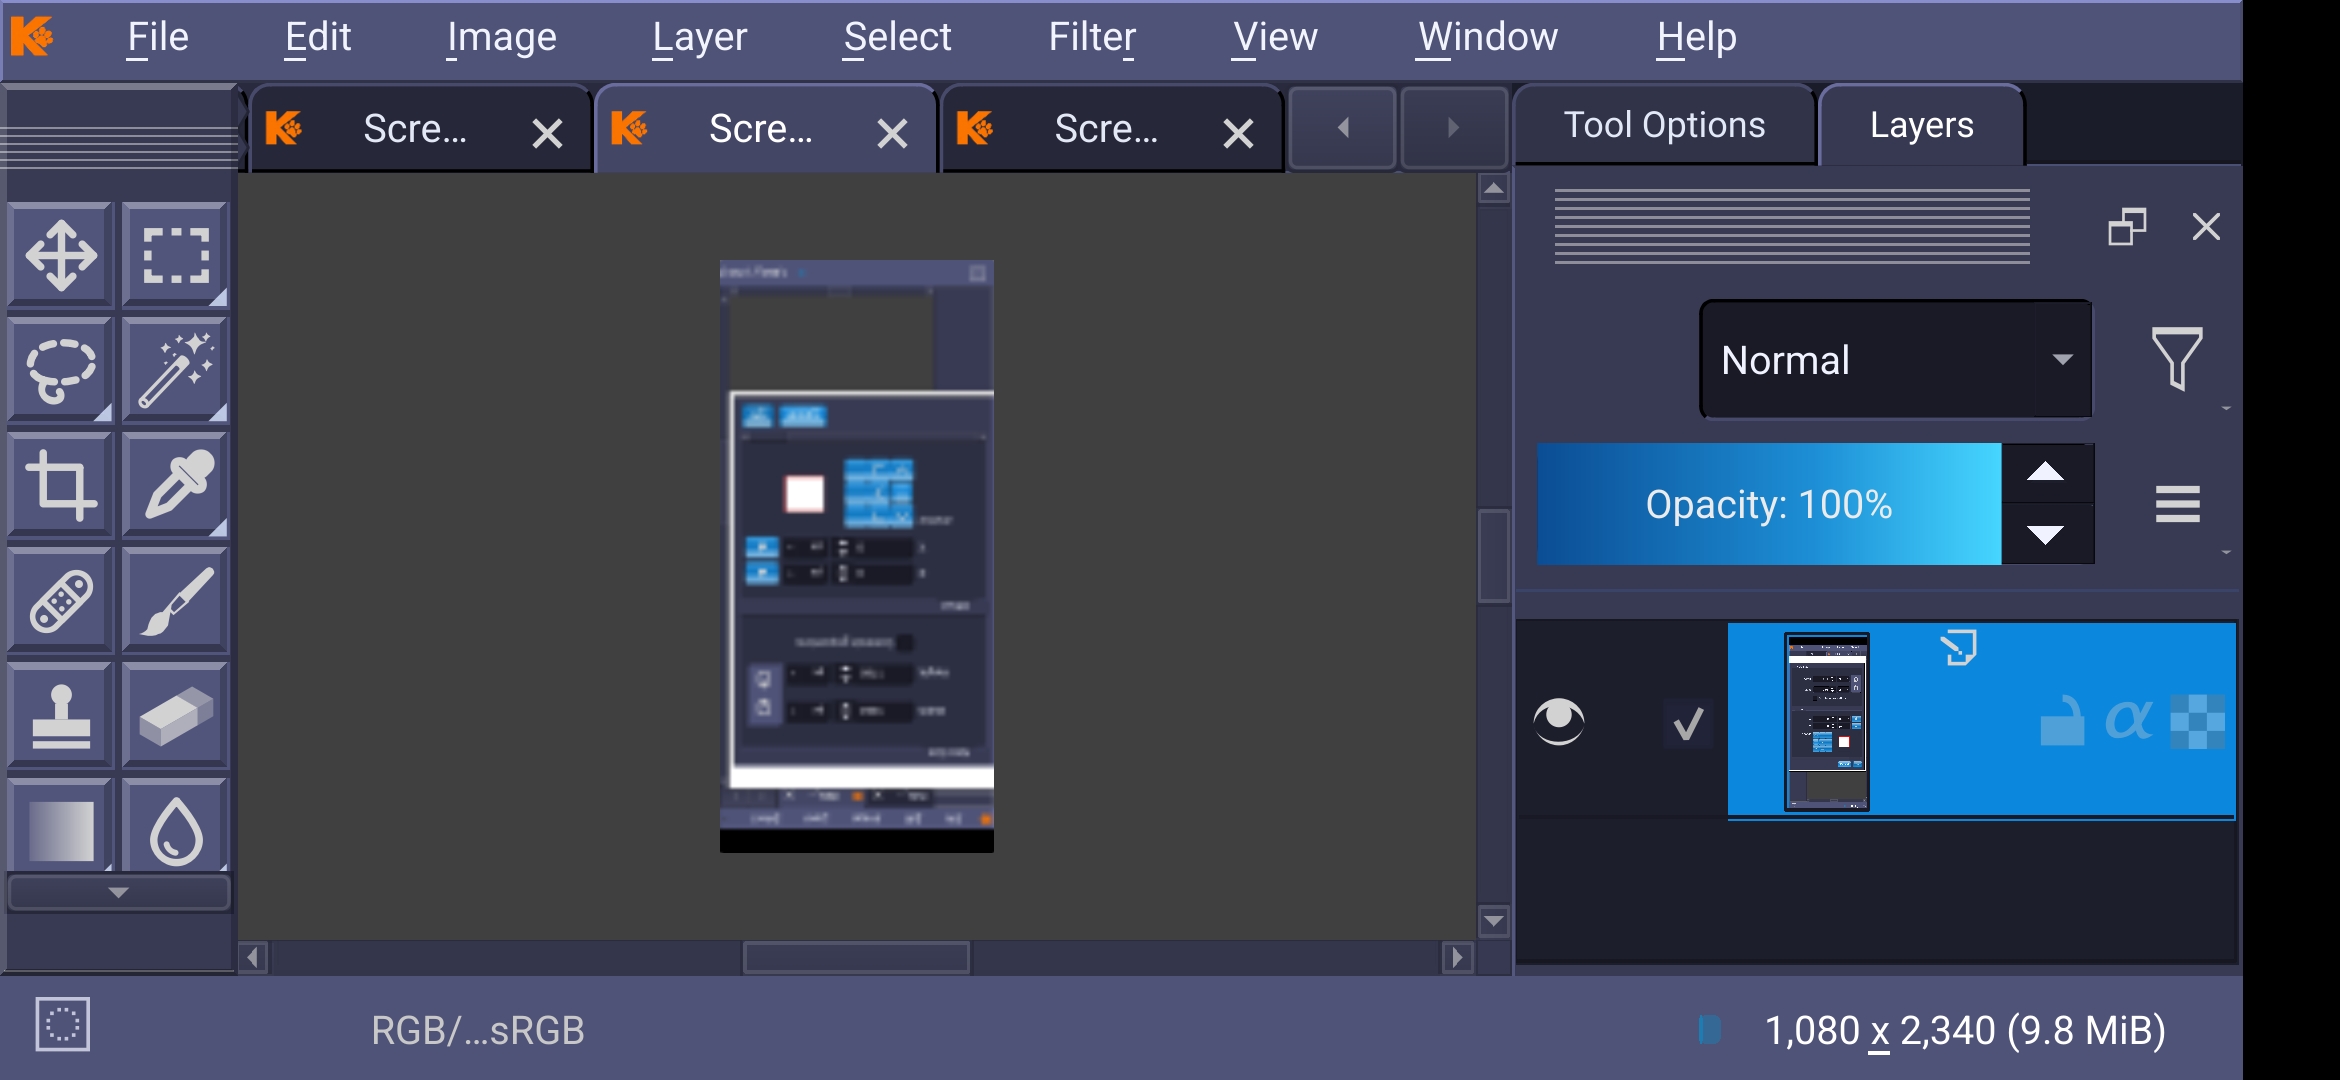 File Edit Image Layer Select Filter View Window Help
Scre... Scre... Scre... Tool Options Layers
Normal
Opacity: 100%
RGB/...sRGB 1,080 x 2,340 (9.8 MiB)